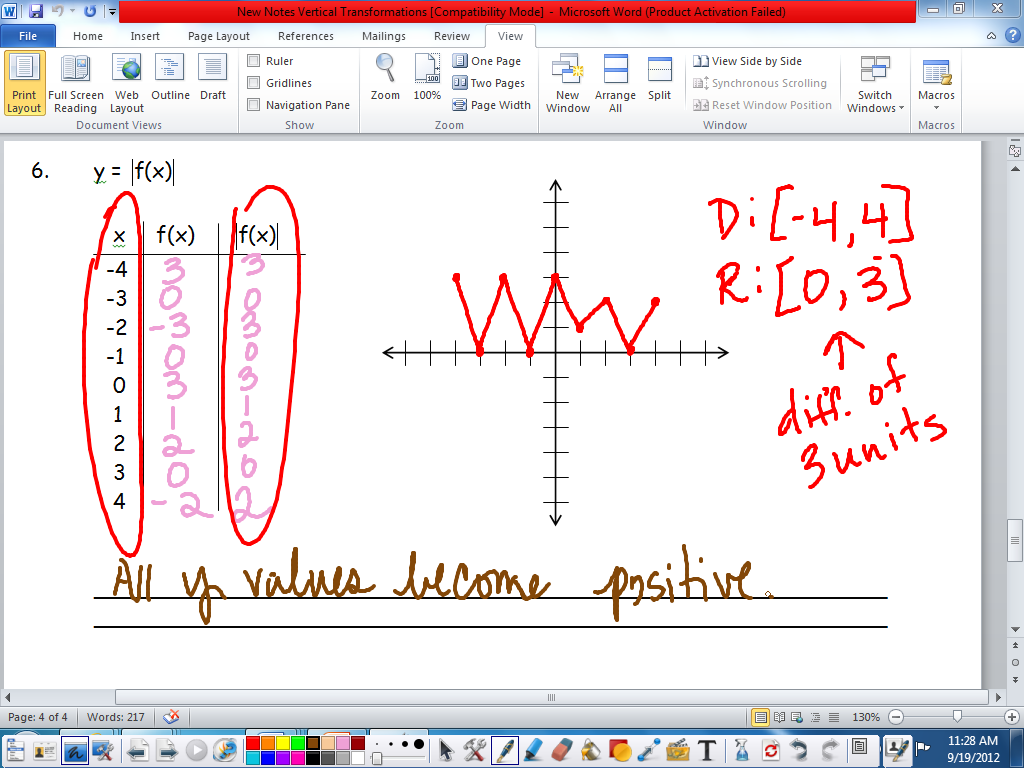 New Notes Vertical Transformations [Compatibility Mode] - Microsoft Word (Product Activation Failed)
File Home Insert Page Layout References Mailings Review View
Ruler One Page View Side by Side
Gridlines Two Pages Synchronous Scrolling
Navigation Pane Page Width Reset Window Position
Print Layout Full Screen Reading Web Layout Outline Draft Zoom 100% New Window Arrange All Split Switch Windows Macros
Document Views Show Zoom Window Macros
6. y = |f(x)|
x f(x) |f(x)|
-4 3 3
-3 0 0
-2 -3 3
-1 0 0
0 3 3
1 1 1
2 2 2
3 0 0
4 -2 2
D: [-4, 4]
R: [0, 3]
diff. of
3 units
All y values become positive.
Page: 4 of 4 Words: 217 130%
11:28 AM
9/19/2012